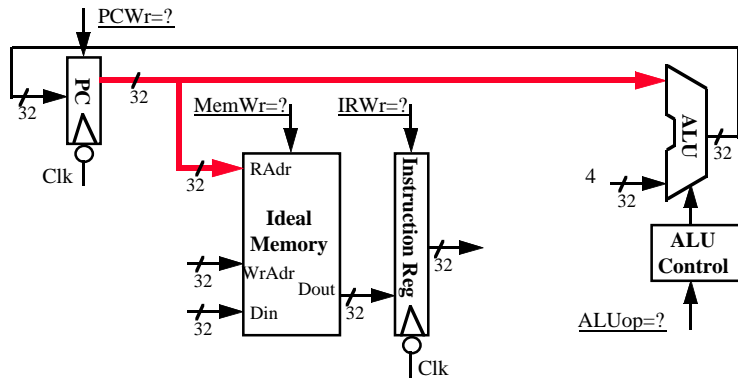 PCWr=?
PC
32
32
Clk
MemWr=?
IRWr=?
32
RAdr
Ideal
Memory
32
WrAdr
32
Din
Dout
32
Instruction Reg
32
Clk
ALU
32
4
32
ALU
Control
ALUop=?